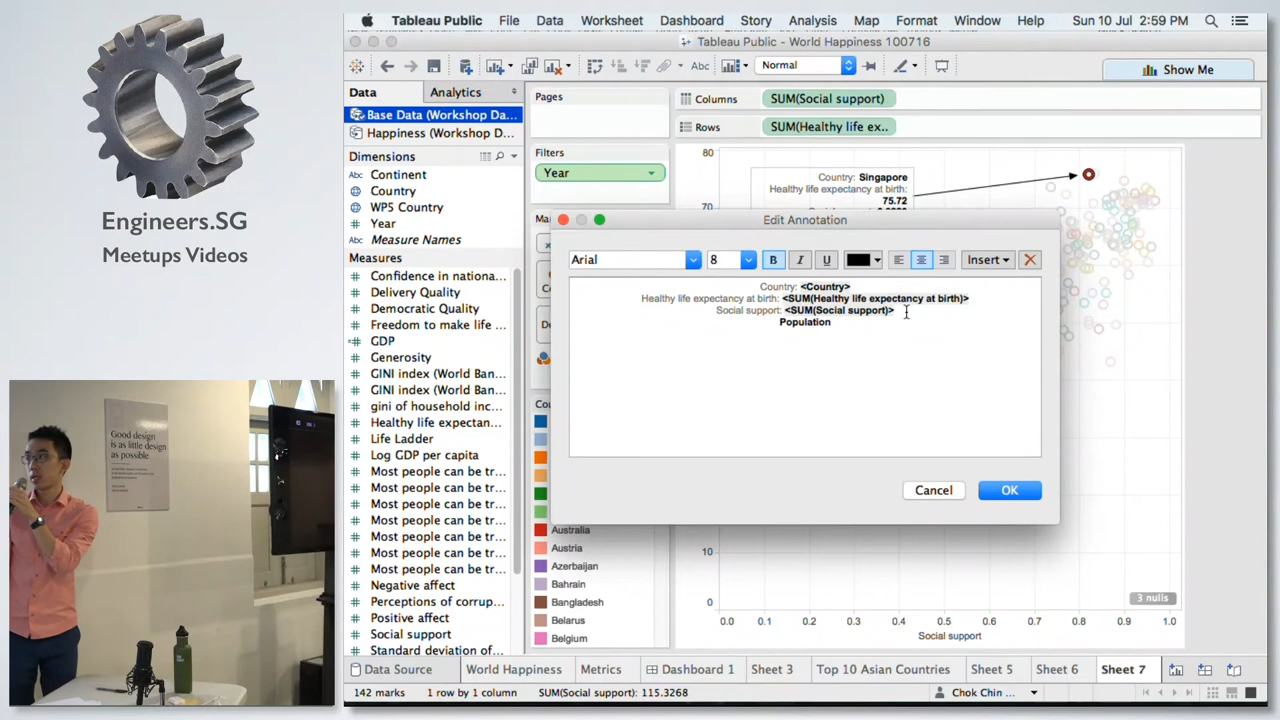 Engineers.SG
Meetups Videos
Good design
is as little design
as possible
Tableau Public File Data Worksheet Dashboard Story Analysis Map Format Window Help Sun 10 Jul 2:59 PM
Tableau Public - World Happiness 100716
Abc Normal Show Me
Data Analytics
Base Data (Workshop Da...
Happiness (Workshop D...
Dimensions
Abc Continent
Country
WP5 Country
Year
Abc Measure Names
Measures
Confidence in nationa...
Delivery Quality
Democratic Quality
Freedom to make life ...
GDP
Generosity
GINI index (World Ban...
GINI index (World Ban...
gini of household inc...
Healthy life expectan...
Life Ladder
Log GDP per capita
Most people can be tr...
Most people can be tr...
Most people can be tr...
Most people can be tr...
Most people can be tr...
Most people can be tr...
Most people can be tr...
Negative affect
Perceptions of corrup...
Positive affect
Social support
Standard deviation of
Pages
Filters
Year
Columns SUM(Social support)
Rows SUM(Healthy life ex..
80
70
Country: Singapore
Healthy life expectancy at birth:
75.72
Edit Annotation
Arial 8 B I U Insert
Country: <Country>
Healthy life expectancy at birth: <SUM(Healthy life expectancy at birth)>
Social support: <SUM(Social support)>
Population
Cancel OK
Australia
Austria
Azerbaijan
Bahrain
Bangladesh
Belarus
Belgium
10
0
3 nulls
0.0 0.1 0.2 0.3 0.4 0.5 0.6 0.7 0.8 0.9 1.0
Social support
Data Source World Happiness Metrics Dashboard 1 Sheet 3 Top 10 Asian Countries Sheet 5 Sheet 6 Sheet 7
142 marks 1 row by 1 column SUM(Social support): 115.3268 Chok Chin ...